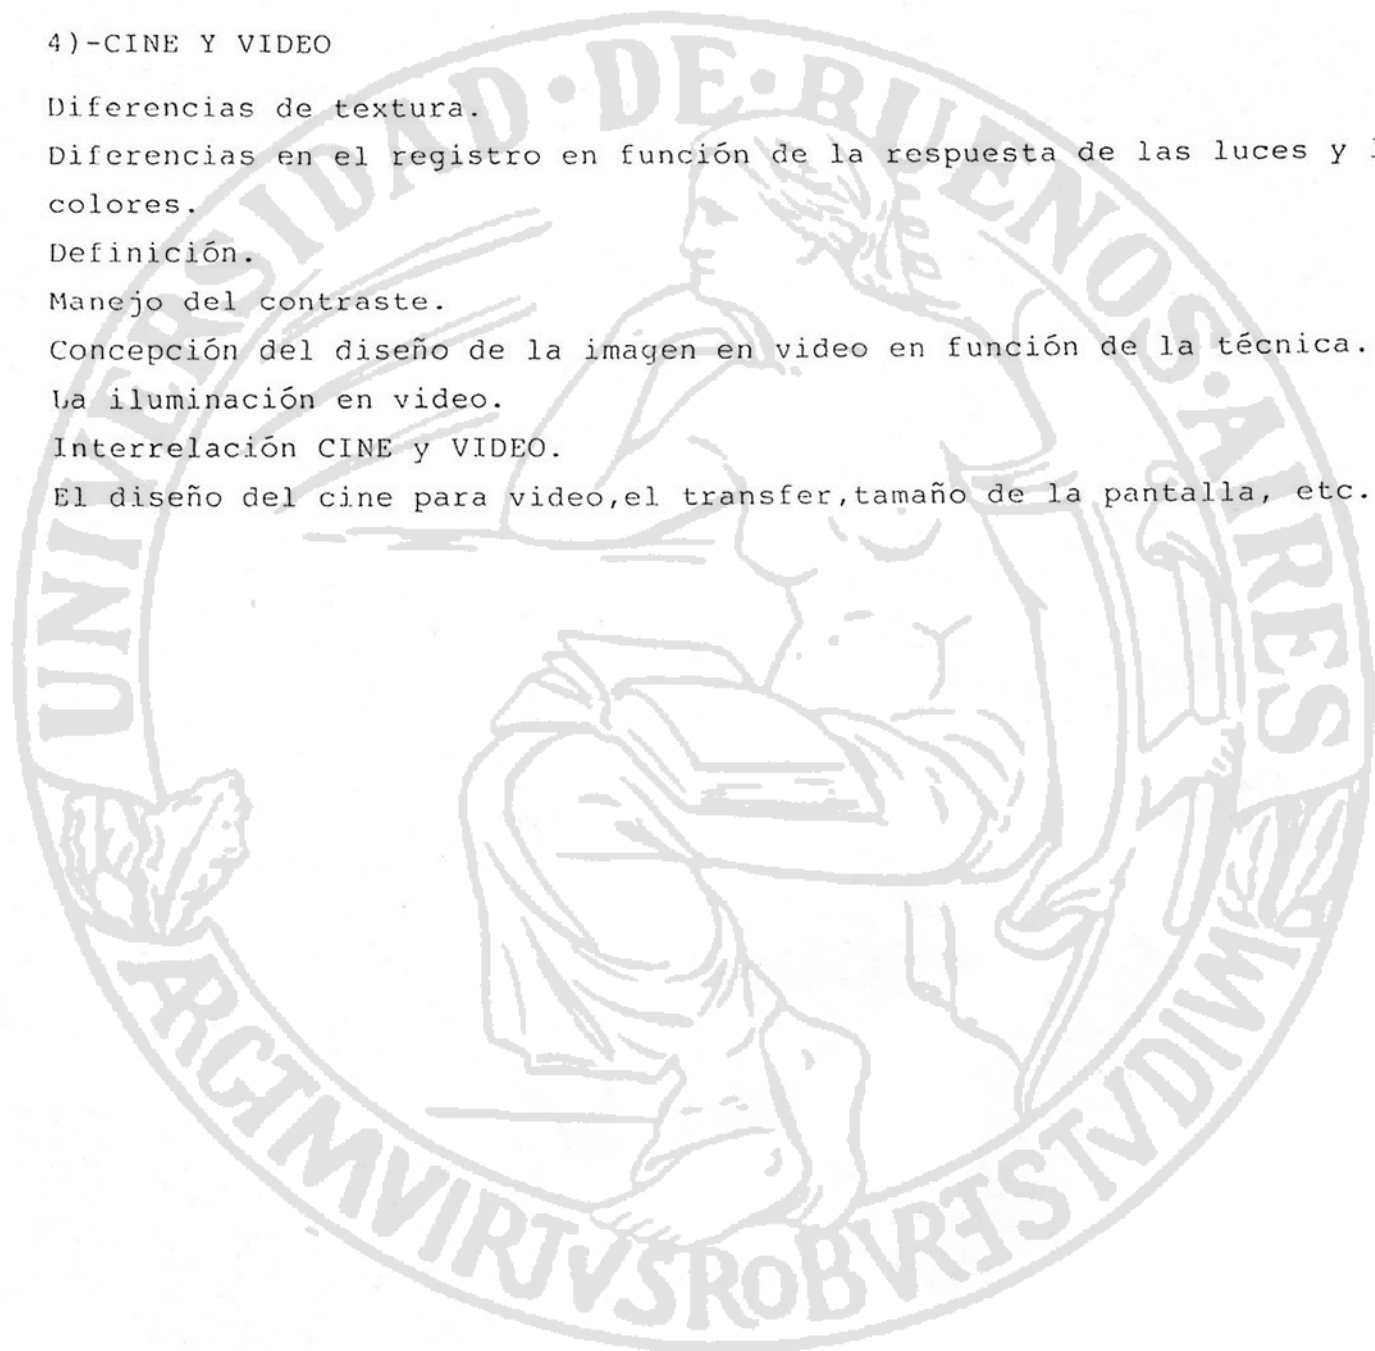 4)-CINE Y VIDEO
Diferencias de textura.
Diferencias en el registro en función de la respuesta de las luces y
colores.
Definición.
Manejo del contraste.
Concepción del diseño de la imagen en video en función de la técnica.
La iluminación en video.
Interrelación CINE y VIDEO.
El diseño del cine para video,el transfer,tamaño de la pantalla, etc.
UNIVERSIDAD·DE·BUENOS·AIRES
ARGTMVIRTVSROBVRETSTVDIVM